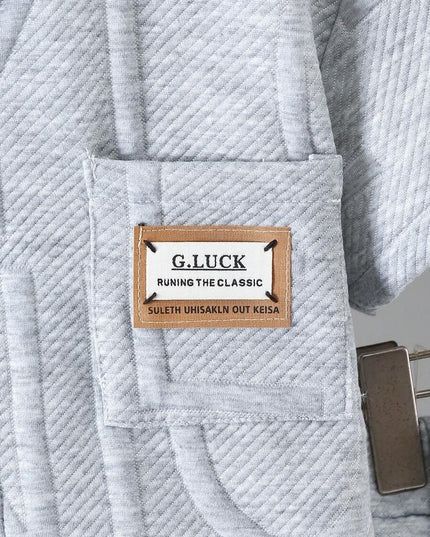 G.LUCK
RUNING THE CLASSIC
SULETH UHISAKLN OUT KEISA